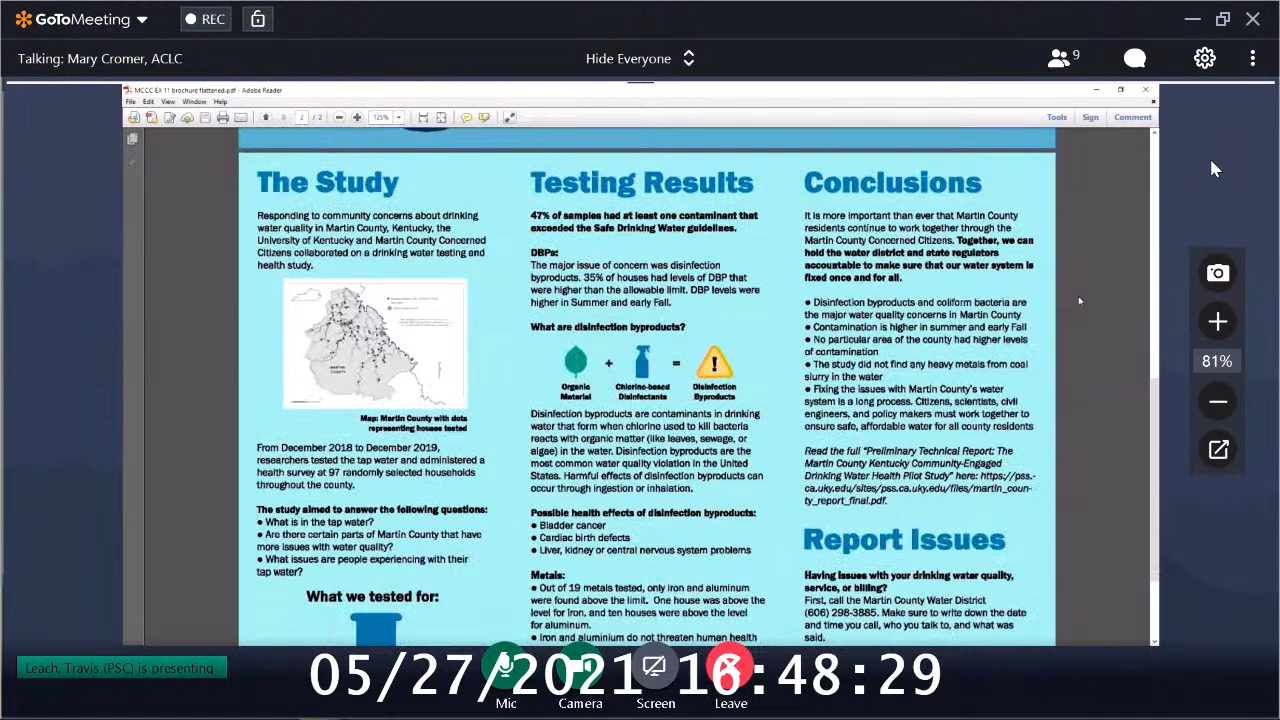 GoToMeeting
REC
Talking: Mary Cromer, ACLC
Hide Everyone
9
MCCC EX 11 brochure flattened.pdf - Adobe Reader
File Edit View Window Help
2 / 2
125%
Tools Sign Comment
The Study
Responding to community concerns about drinking
water quality in Martin County, Kentucky, the
University of Kentucky and Martin County Concerned
Citizens collaborated on a drinking water testing and
health study.
MARTIN
COUNTY
Map: Martin County with dots
representing houses tested
From December 2018 to December 2019,
researchers tested the tap water and administered a
health survey at 97 randomly selected households
throughout the county.
The study aimed to answer the following questions:
● What is in the tap water?
● Are there certain parts of Martin County that have
more issues with water quality?
● What issues are people experiencing with their
tap water?
What we tested for:
Testing Results
47% of samples had at least one contaminant that
exceeded the Safe Drinking Water guidelines.
DBPs:
The major issue of concern was disinfection
byproducts. 35% of houses had levels of DBP that
were higher than the allowable limit. DBP levels were
higher in Summer and early Fall.
What are disinfection byproducts?
+ =
Organic
Material
Chlorine-based
Disinfectants
Disinfection
Byproducts
Disinfection byproducts are contaminants in drinking
water that form when chlorine used to kill bacteria
reacts with organic matter (like leaves, sewage, or
algae) in the water. Disinfection byproducts are the
most common water quality violation in the United
States. Harmful effects of disinfection byproducts can
occur through ingestion or inhalation.
Possible health effects of disinfection byproducts:
● Bladder cancer
● Cardiac birth defects
● Liver, kidney or central nervous system problems
Metals:
● Out of 19 metals tested, only iron and aluminum
were found above the limit. One house was above the
level for iron, and ten houses were above the level
for aluminum.
● Iron and aluminium do not threaten human health
Conclusions
It is more important than ever that Martin County
residents continue to work together through the
Martin County Concerned Citizens. Together, we can
hold the water district and state regulators
accountable to make sure that our water system is
fixed once and for all.
● Disinfection byproducts and coliform bacteria are
the major water quality concerns in Martin County
● Contamination is higher in summer and early Fall
● No particular area of the county had higher levels
of contamination
● The study did not find any heavy metals from coal
slurry in the water
● Fixing the issues with Martin County's water
system is a long process. Citizens, scientists, civil
engineers, and policy makers must work together to
ensure safe, affordable water for all county residents
Read the full "Preliminary Technical Report: The
Martin County Kentucky Community-Engaged
Drinking Water Health Pilot Study" here: https://pss.-
ca.uky.edu/sites/pss.ca.uky.edu/files/martin_coun-
ty_report_final.pdf.
Report Issues
Having issues with your drinking water quality,
service, or billing?
First, call the Martin County Water District
(606) 298-3885. Make sure to write down the date
and time you call, who you talk to, and what was
said.
81%
Leach, Travis (PSC) is presenting
05/27/2021 16:48:29
Mic
Camera
Screen
Leave